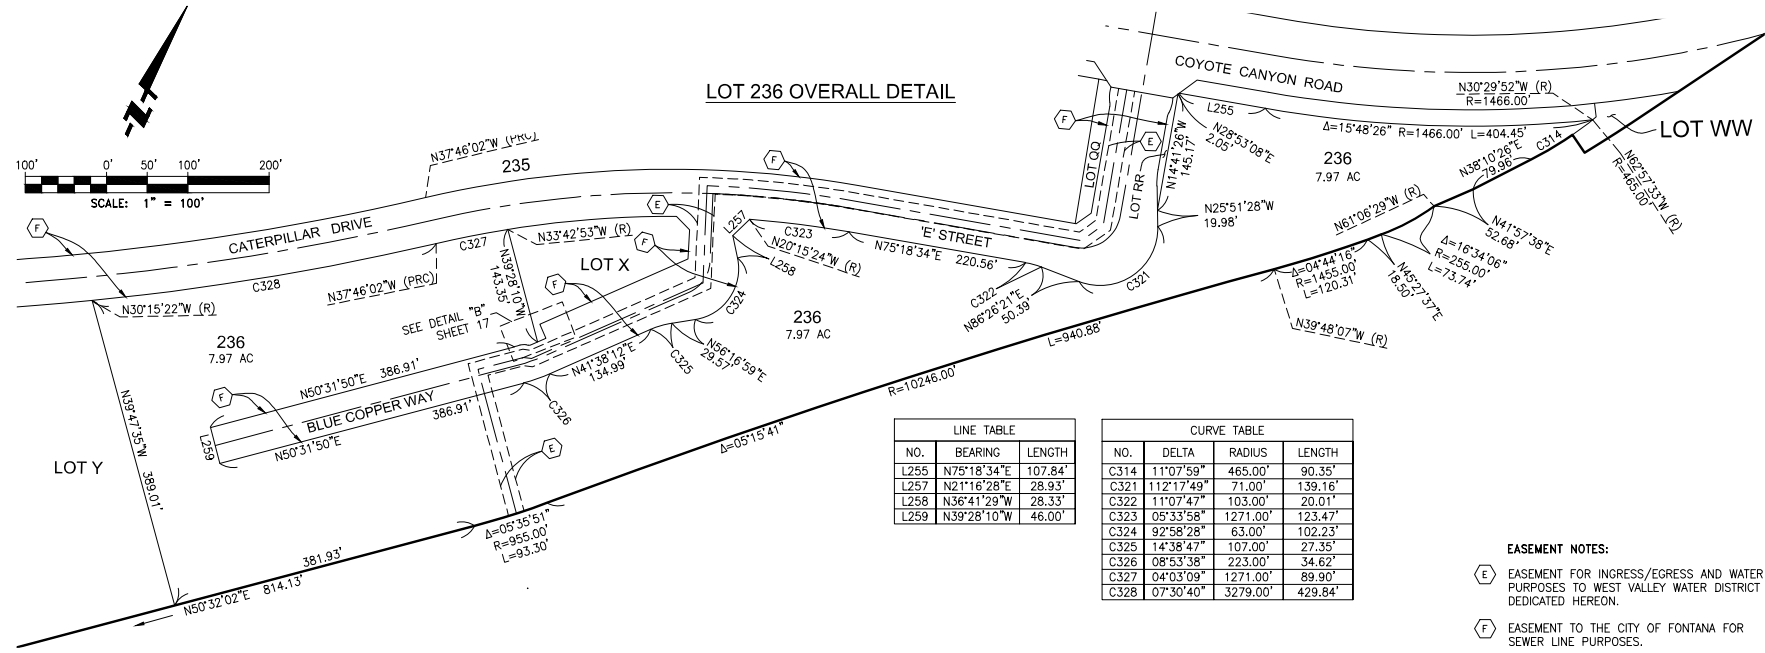 LOT 236 OVERALL DETAIL
N
100' 0' 50' 100' 200'
SCALE: 1" = 100'
N37°46'02"W (PRC)
235
F
E
COYOTE CANYON ROAD
N30°29'52"W (R)
R=1466.00'
L255
Δ=15°48'26" R=1466.00' L=404.45'
C314
LOT WW
N28°53'08"E
2.05'
F
E
LOT QQ
LOT RR
N14°41'26"W
145.17'
236
7.97 AC
N38°10'26"E
79.96'
N62°57'33"W (R)
R=465.00'
N25°51'28"W
19.98'
N61°06'29"W (R)
N41°57'38"E
52.68'
Δ=16°34'06"
R=255.00'
L=73.74'
N45°27'37"E
18.50'
Δ=04°44'16"
R=1455.00'
L=120.31'
N39°48'07"W (R)
F
CATERPILLAR DRIVE
C327
N33°42'53"W (R)
F
LOT X
L257
C323
N20°15'24"W (R)
N75°18'34"E 220.56'
'E' STREET
L258
C322
N86°26'21"E
50.39'
C321
C328
N37°46'02"W (PRC)
N39°28'10"W
143.35'
F
C324
N30°15'22"W (R)
SEE DETAIL "B"
SHEET 17
236
7.97 AC
236
7.97 AC
L=940.88'
R=10246.00'
Δ=05°15'41"
N56°16'59"E
29.57'
C325
N41°38'12"E
134.99'
C326
N50°31'50"E 386.91'
F
BLUE COPPER WAY
386.91'
N50°31'50"E
L259
E
N39°47'35"W 389.01'
LOT Y
Δ=05°35'51"
R=955.00'
L=93.30'
381.93'
N50°32'02"E 814.13'
LINE TABLE
NO. BEARING LENGTH
L255 N75°18'34"E 107.84'
L257 N21°16'28"E 28.93'
L258 N36°41'29"W 28.33'
L259 N39°28'10"W 46.00'
CURVE TABLE
NO. DELTA RADIUS LENGTH
C314 11°07'59" 465.00' 90.35'
C321 112°17'49" 71.00' 139.16'
C322 11°07'47" 103.00' 20.01'
C323 05°33'58" 1271.00' 123.47'
C324 92°58'28" 63.00' 102.23'
C325 14°38'47" 107.00' 27.35'
C326 08°53'38" 223.00' 34.62'
C327 04°03'09" 1271.00' 89.90'
C328 07°30'40" 3279.00' 429.84'
EASEMENT NOTES:
E EASEMENT FOR INGRESS/EGRESS AND WATER
PURPOSES TO WEST VALLEY WATER DISTRICT
DEDICATED HEREON.
F EASEMENT TO THE CITY OF FONTANA FOR
SEWER LINE PURPOSES.